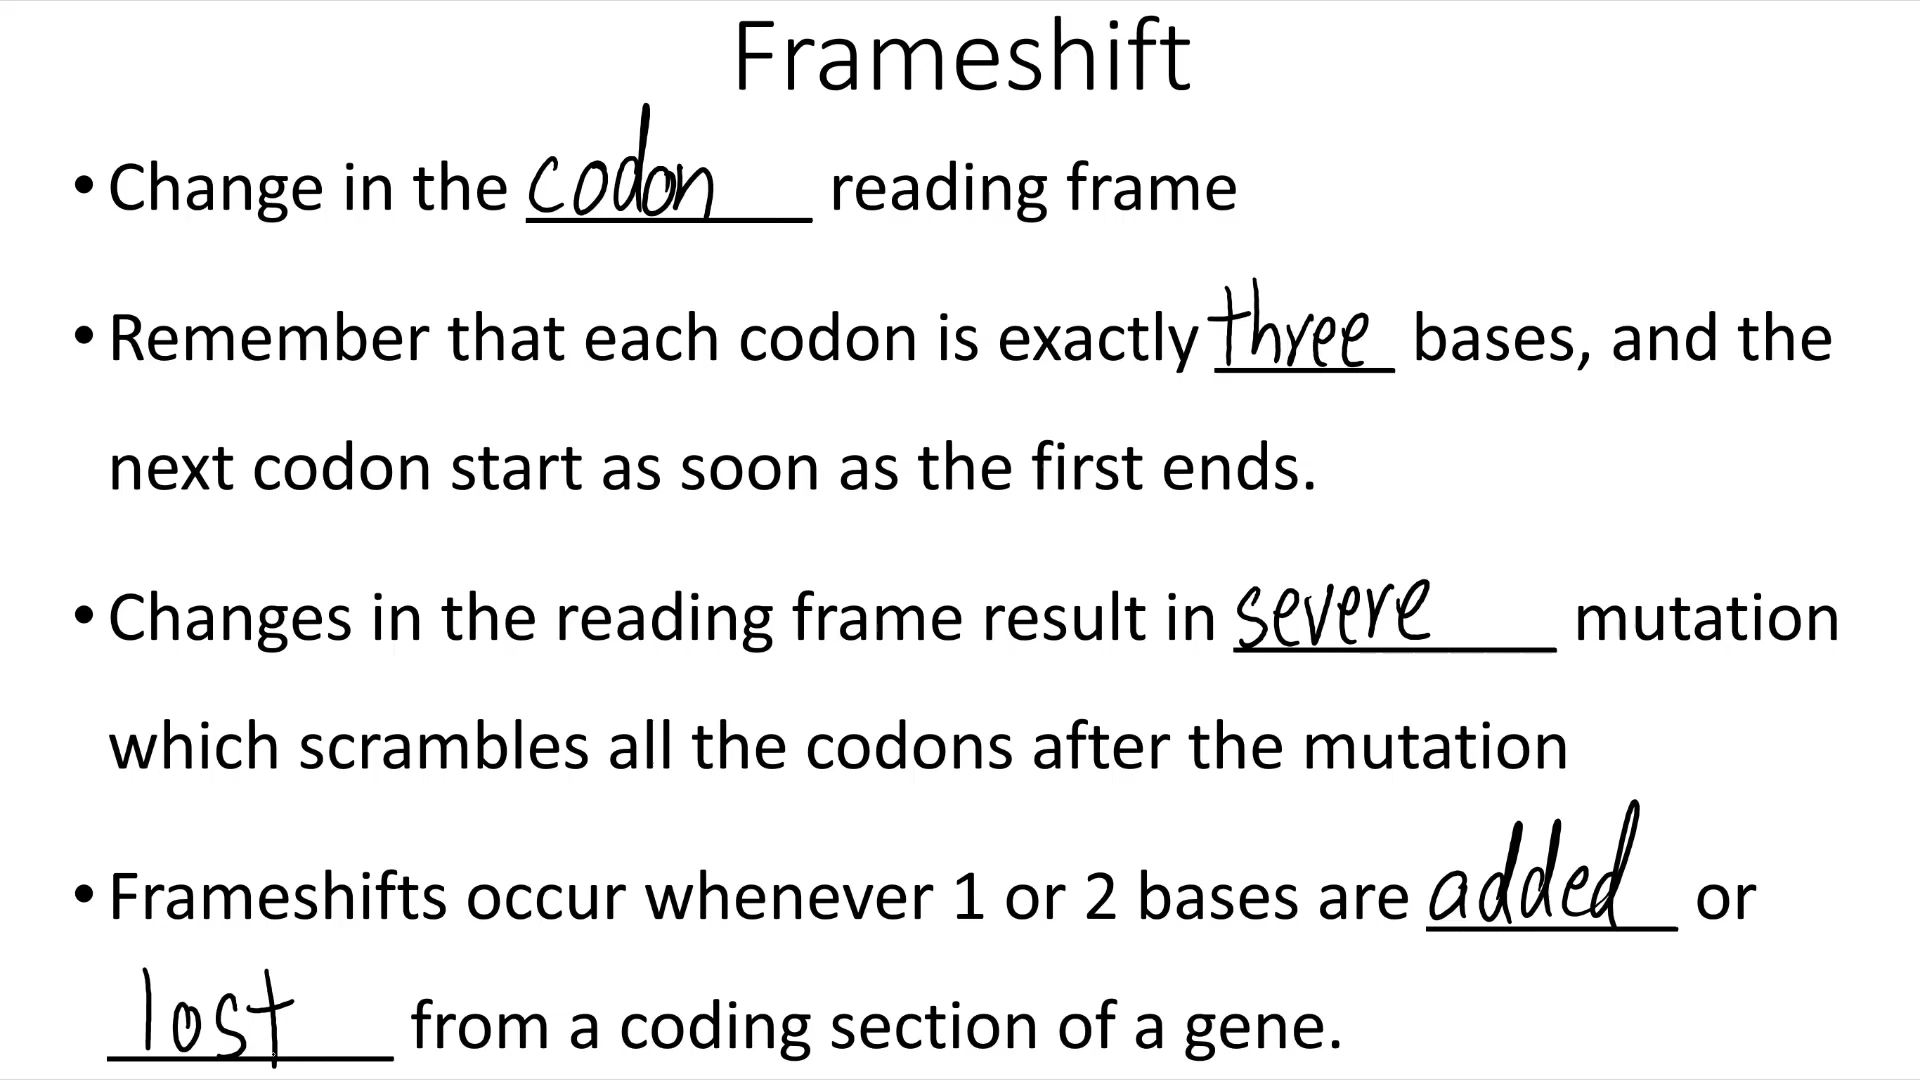 Frameshift
• Change in the codon reading frame
• Remember that each codon is exactly three bases, and the
next codon start as soon as the first ends.
• Changes in the reading frame result in severe mutation
which scrambles all the codons after the mutation
• Frameshifts occur whenever 1 or 2 bases are added or
lost from a coding section of a gene.